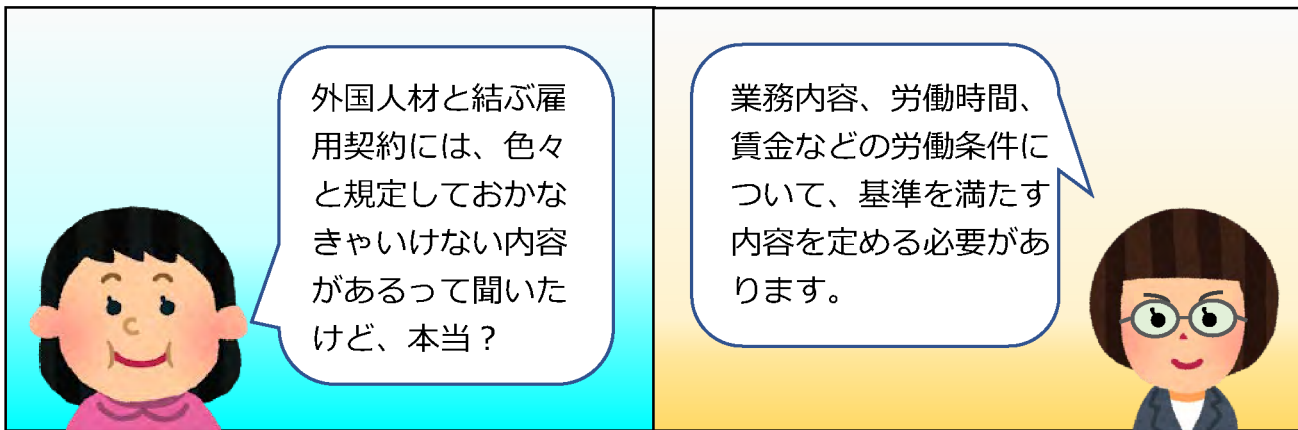 外国人材と結ぶ雇
用契約には、色々
と規定しておかな
きゃいけない内容
があるって聞いた
けど、本当？
業務内容、労働時間、
賃金などの労働条件に
ついて、基準を満たす
内容を定める必要があ
ります。